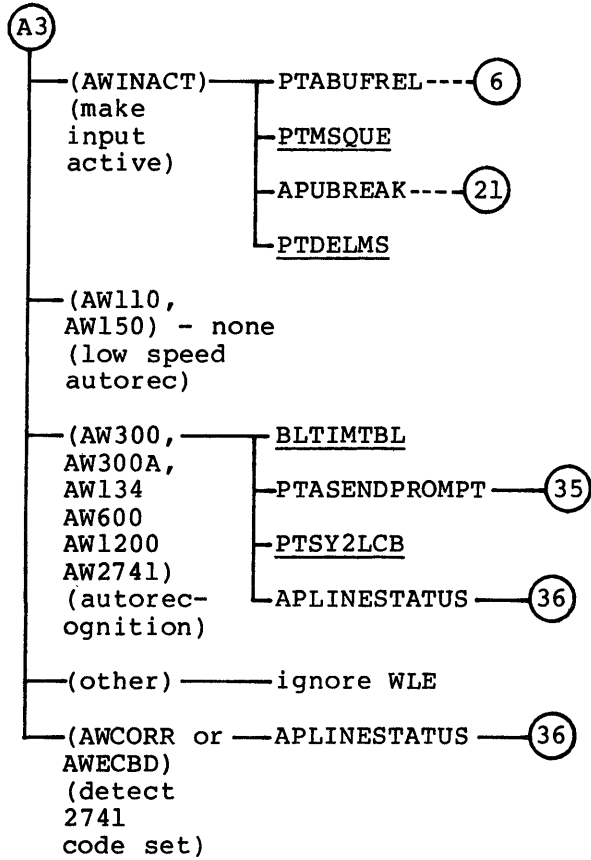 A3
(AWINACT) PTABUFREL 6
(make
input PTMSQUE
active)
APUBREAK 21
PTDELMS
(AW110,
AW150) - none
(low speed
autorec)
(AW300, BLTIMTBL
AW300A,
AW134 PTASENDPROMPT 35
AW600
AW1200 PTSY2LCB
AW2741)
(autorec- APLINESTATUS 36
ognition)
(other) ignore WLE
(AWCORR or APLINESTATUS 36
AWECBD)
(detect
2741
code set)